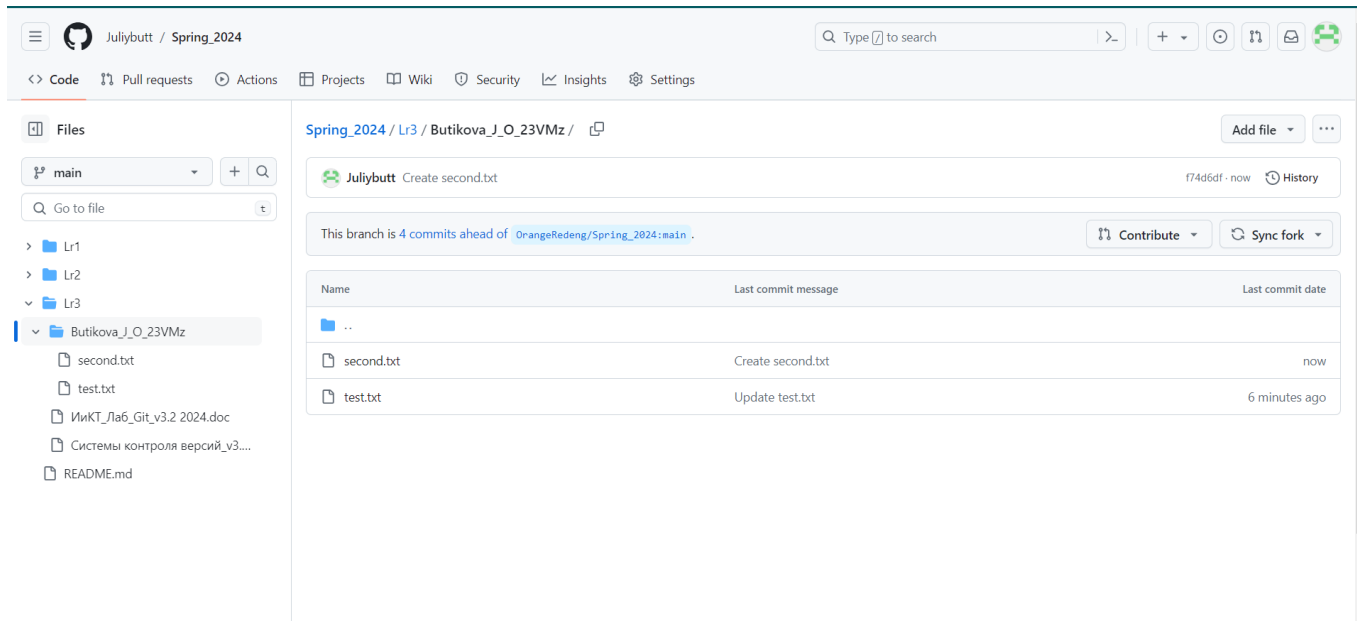 Juliybutt / Spring_2024
Type / to search
Code Pull requests Actions Projects Wiki Security Insights Settings
Files
Spring_2024 / Lr3 / Butikova_J_O_23VMz /
Add file
main
Juliybutt Create second.txt
f74d6df · now History
Go to file
t
This branch is 4 commits ahead of OrangeRedeng/Spring_2024:main .
Contribute
Sync fork
Lr1
Lr2
Lr3
Butikova_J_O_23VMz
second.txt
test.txt
ИиКТ_Лаб_Git_v3.2 2024.doc
Системы контроля версий_v3....
README.md
Name Last commit message Last commit date
..
second.txt Create second.txt now
test.txt Update test.txt 6 minutes ago